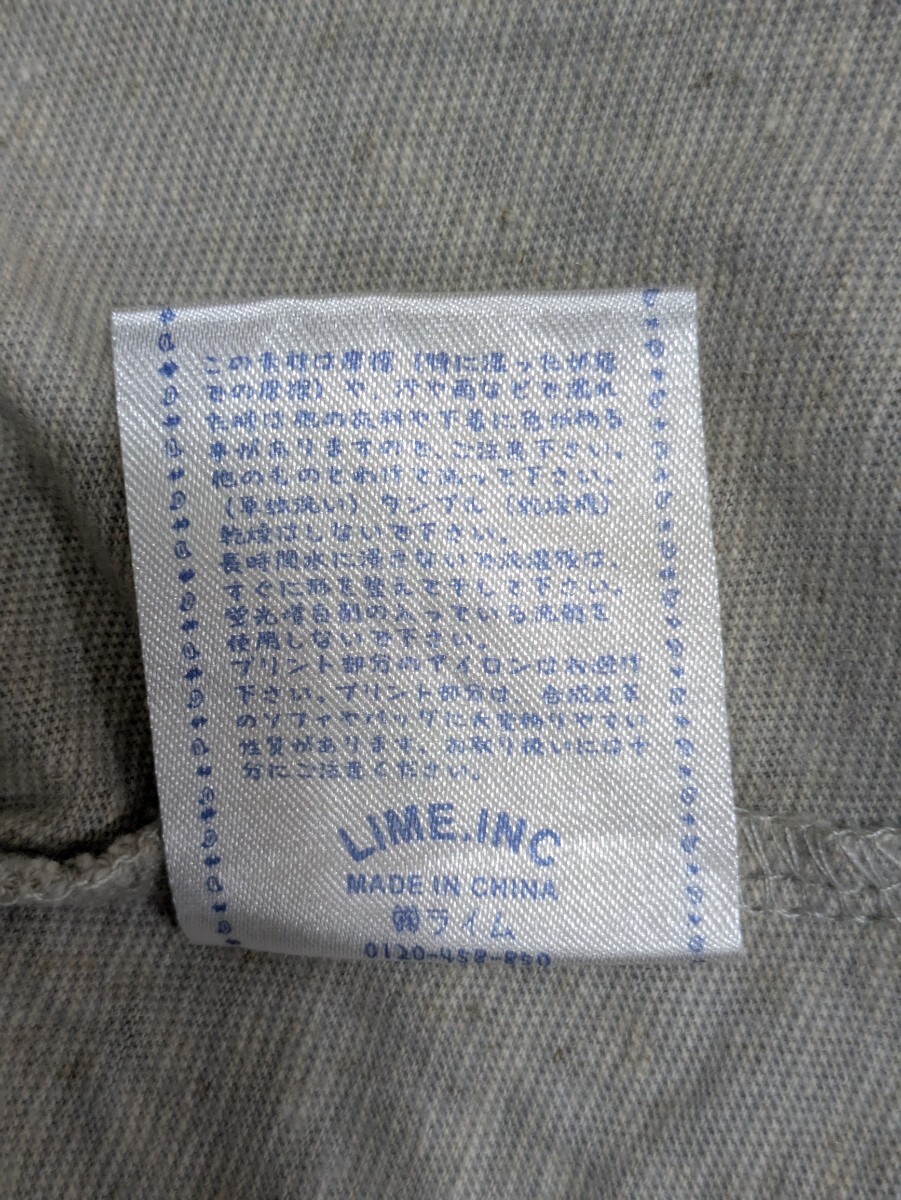 この素材は摩擦(特に湿った状態
での摩擦)や、汗や雨などで濡れ
た時は他の衣料や下着に色が移る
事がありますので、ご注意下さい。
他のものとわけて洗って下さい。
(単独洗い)タンブル(乾燥機)
乾燥はしないで下さい。
長時間水に浸さないで洗濯後は、
すぐに形を整えて干して下さい。
蛍光増白剤の入っている洗剤を
使用しないで下さい。
プリント部分のアイロンはお避け
下さい、プリント部分は、合成皮革
のソファやバッグに大変移りやすい
性質があります。お取り扱いには十
分にご注意ください。
LIME.INC
MADE IN CHINA
㈱ライム
0120-458-850